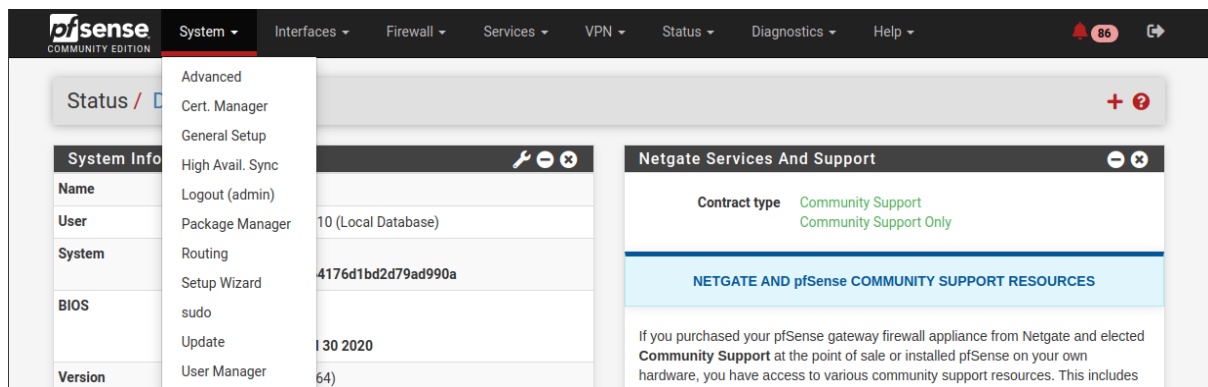 pfsense
COMMUNITY EDITION
System Interfaces Firewall Services VPN Status Diagnostics Help 86
Advanced
Cert. Manager
General Setup
High Avail. Sync
Logout (admin)
Package Manager
Routing
Setup Wizard
sudo
Update
User Manager
Status / D
System Info
Name
User 10 (Local Database)
System
4176d1bd2d79ad990a
BIOS
30 2020
Version 64)
Netgate Services And Support
Contract type Community Support
Community Support Only
NETGATE AND pfSense COMMUNITY SUPPORT RESOURCES
If you purchased your pfSense gateway firewall appliance from Netgate and elected
Community Support at the point of sale or installed pfSense on your own
hardware, you have access to various community support resources. This includes